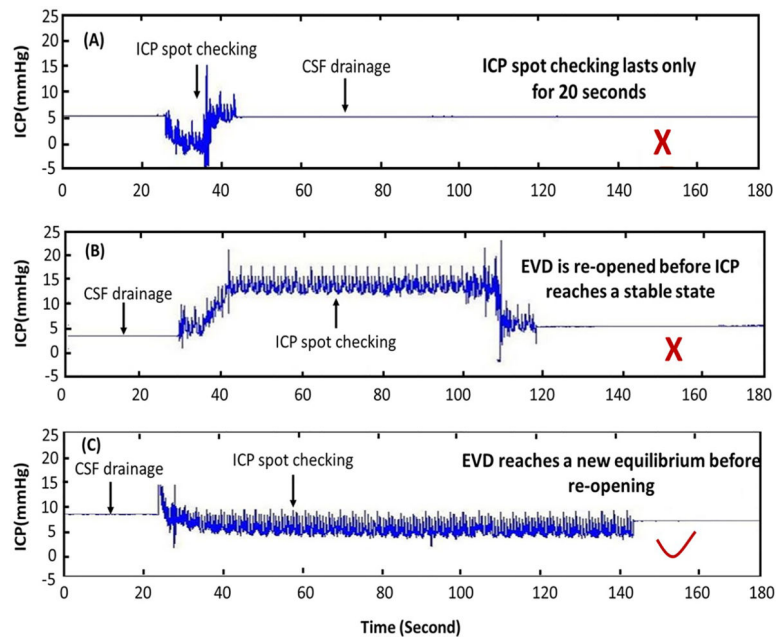 25
20
15
10
5
0
-5
ICP(mmHg)
(A)
ICP spot checking
CSF drainage
ICP spot checking lasts only
for 20 seconds
X
0 20 40 60 80 100 120 140 160 180
25
20
15
10
5
0
-5
ICP(mmHg)
(B)
CSF drainage
ICP spot checking
EVD is re-opened before ICP
reaches a stable state
X
0 20 40 60 80 100 120 140 160 180
25
20
15
10
5
0
-5
ICP(mmHg)
(C)
CSF drainage
ICP spot checking
EVD reaches a new equilibrium before
re-opening
0 20 40 60 80 100 120 140 160 180
Time (Second)